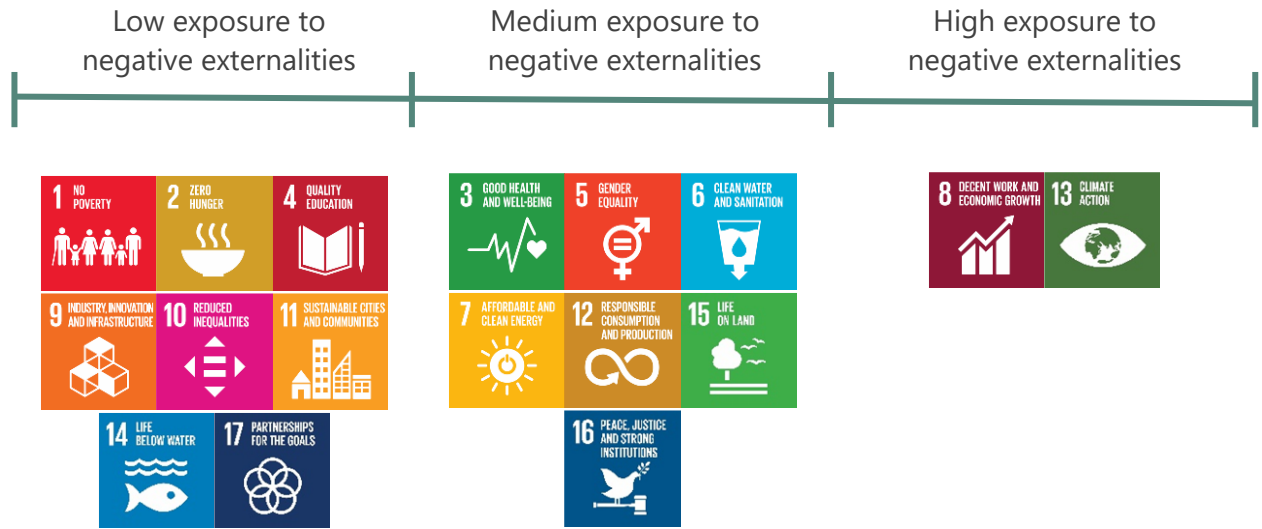 Low exposure to
negative externalities
Medium exposure to
negative externalities
High exposure to
negative externalities
1 NO
POVERTY
2 ZERO
HUNGER
4 QUALITY
EDUCATION
3 GOOD HEALTH
AND WELL-BEING
5 GENDER
EQUALITY
6 CLEAN WATER
AND SANITATION
8 DECENT WORK AND
ECONOMIC GROWTH
13 CLIMATE
ACTION
9 INDUSTRY, INNOVATION
AND INFRASTRUCTURE
10 REDUCED
INEQUALITIES
11 SUSTAINABLE CITIES
AND COMMUNITIES
7 AFFORDABLE AND
CLEAN ENERGY
12 RESPONSIBLE
CONSUMPTION
AND PRODUCTION
15 LIFE
ON LAND
14 LIFE
BELOW WATER
17 PARTNERSHIPS
FOR THE GOALS
16 PEACE, JUSTICE
AND STRONG
INSTITUTIONS